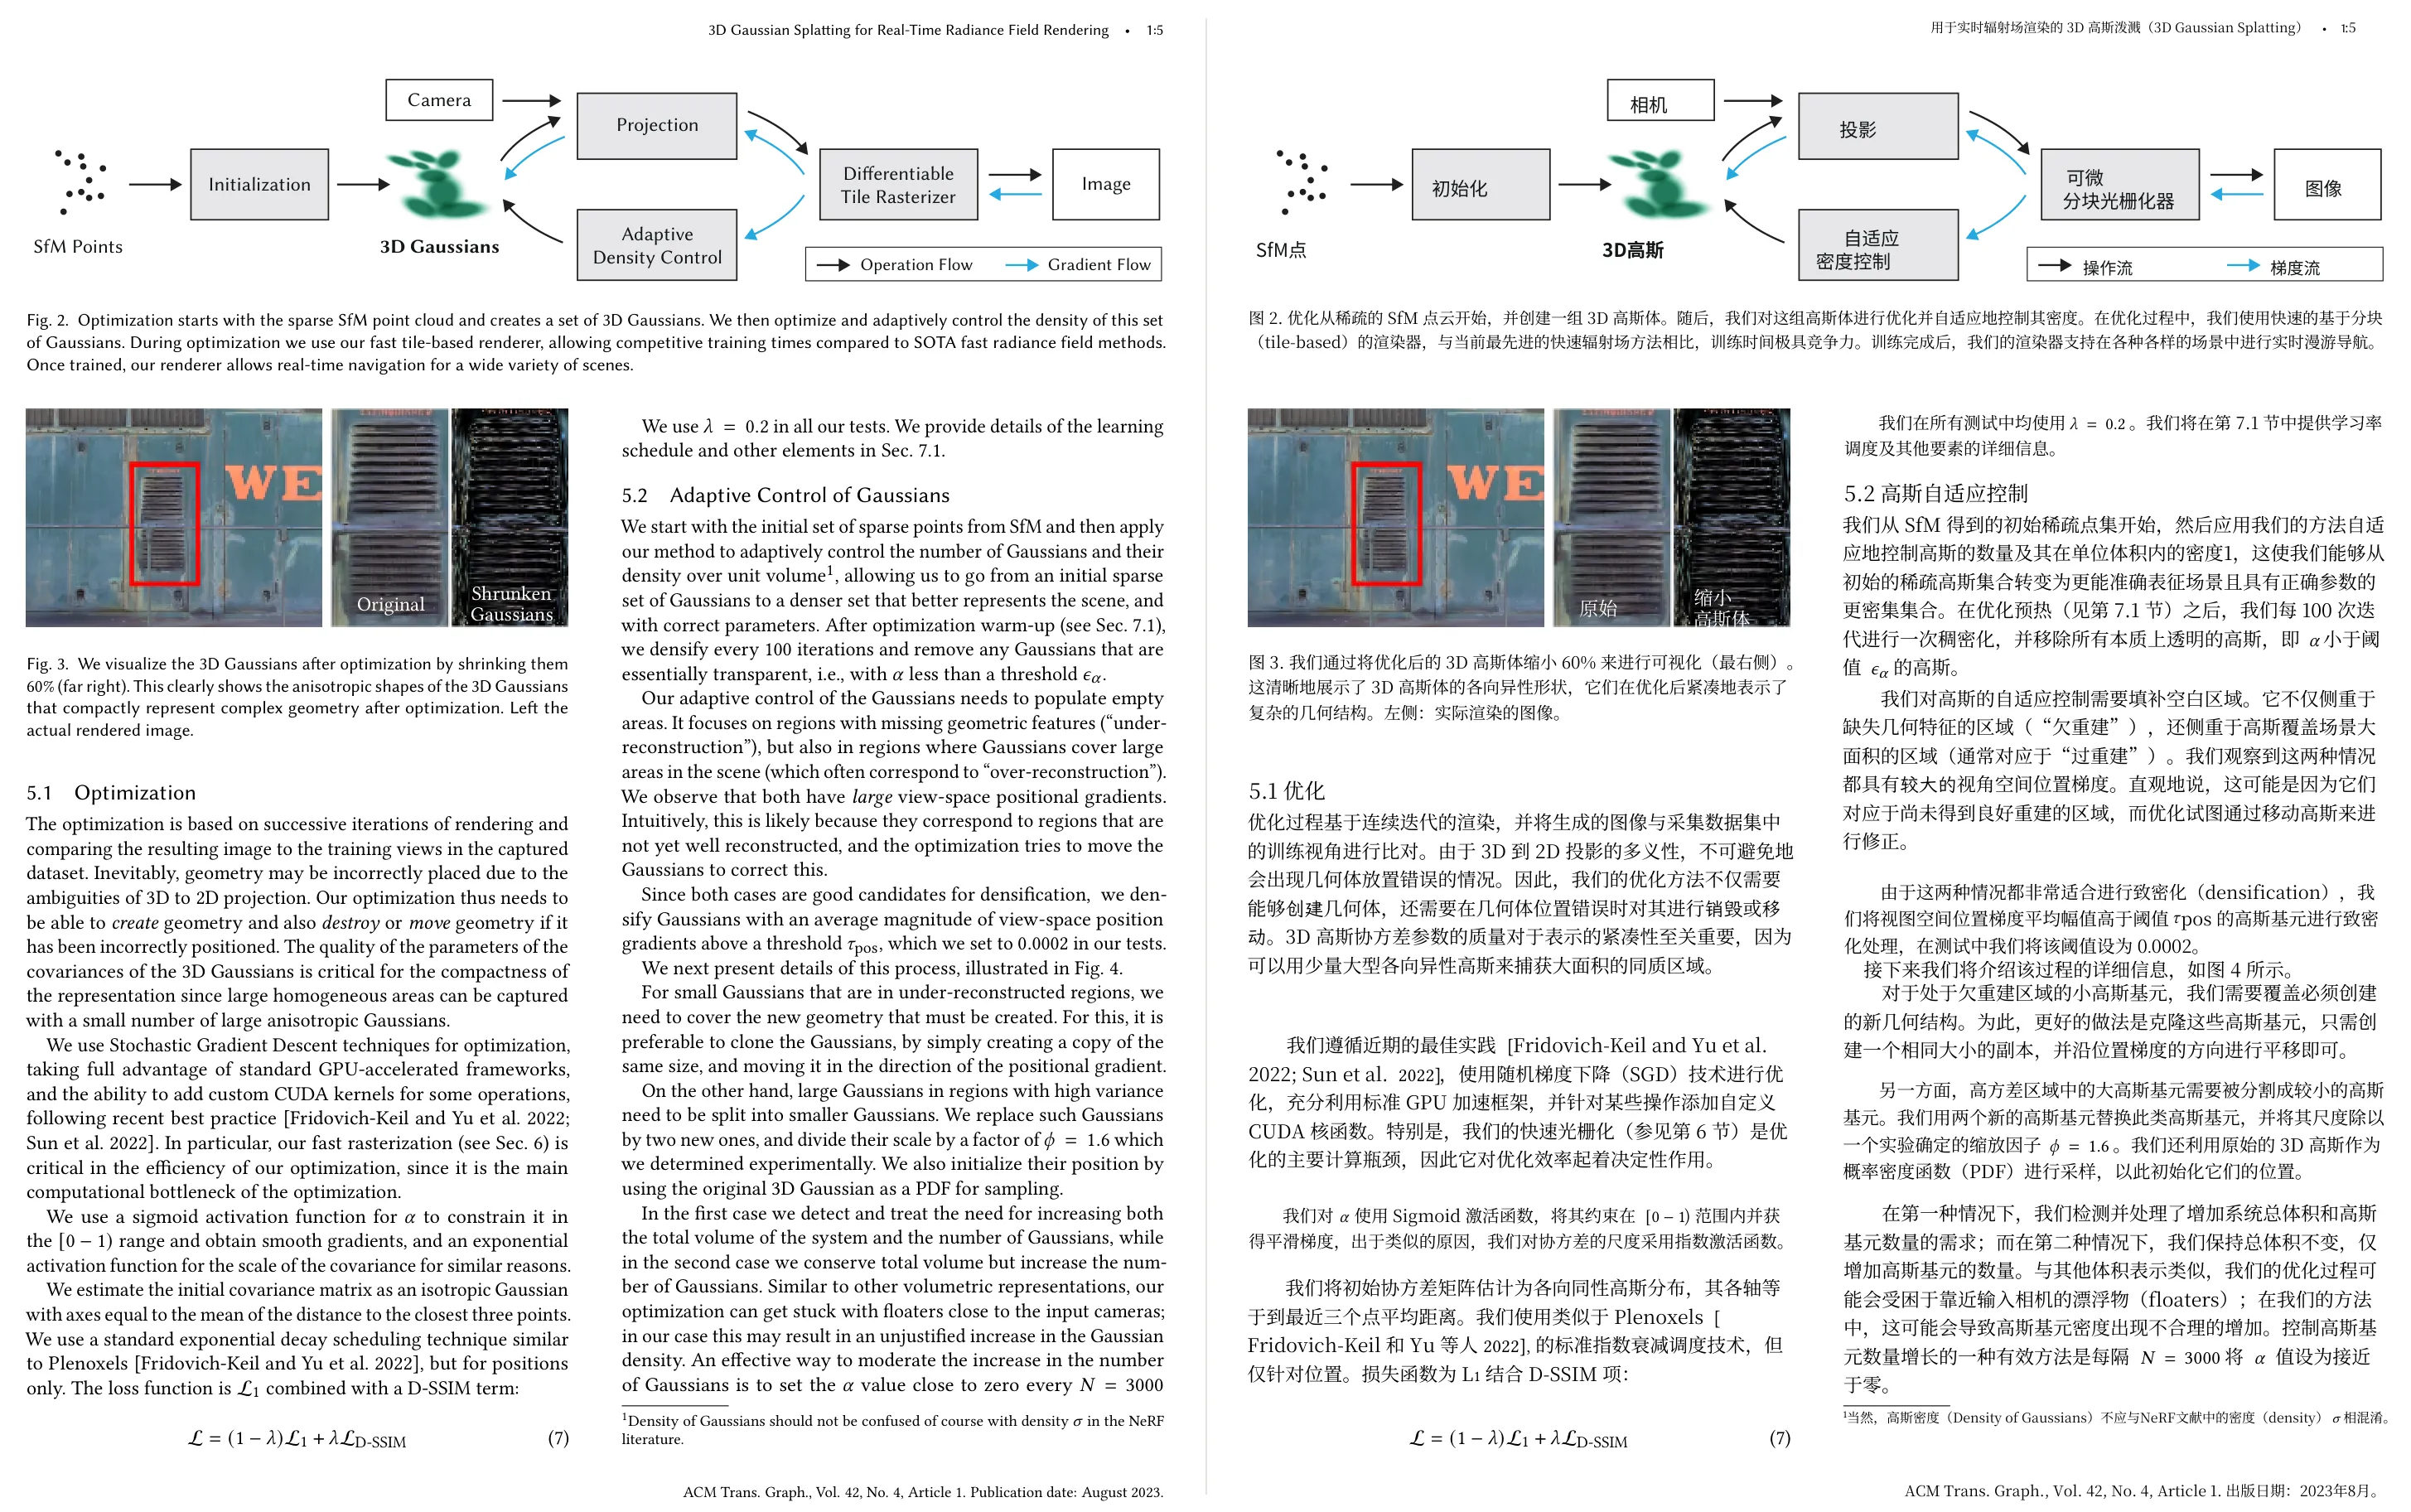 3D Gaussian Splatting for Real-Time Radiance Field Rendering • 1:5
Camera
Projection
Initialization
Differentiable
Tile Rasterizer
Image
SfM Points
3D Gaussians
Adaptive
Density Control
Operation Flow
Gradient Flow
Fig. 2. Optimization starts with the sparse SfM point cloud and creates a set of 3D Gaussians. We then optimize and adaptively control the density of this set
of Gaussians. During optimization we use our fast tile-based renderer, allowing competitive training times compared to SOTA fast radiance field methods.
Once trained, our renderer allows real-time navigation for a wide variety of scenes.
WE
Original
Shrunken
Gaussians
Fig. 3. We visualize the 3D Gaussians after optimization by shrinking them
60% (far right). This clearly shows the anisotropic shapes of the 3D Gaussians
that compactly represent complex geometry after optimization. Left the
actual rendered image.
5.1 Optimization
The optimization is based on successive iterations of rendering and
comparing the resulting image to the training views in the captured
dataset. Inevitably, geometry may be incorrectly placed due to the
ambiguities of 3D to 2D projection. Our optimization thus needs to
be able to create geometry and also destroy or move geometry if it
has been incorrectly positioned. The quality of the parameters of the
covariances of the 3D Gaussians is critical for the compactness of
the representation since large homogeneous areas can be captured
with a small number of large anisotropic Gaussians.
We use Stochastic Gradient Descent techniques for optimization,
taking full advantage of standard GPU-accelerated frameworks,
and the ability to add custom CUDA kernels for some operations,
following recent best practice [Fridovich-Keil and Yu et al. 2022;
Sun et al. 2022]. In particular, our fast rasterization (see Sec. 6) is
critical in the efficiency of our optimization, since it is the main
computational bottleneck of the optimization.
We use a sigmoid activation function for α to constrain it in
the [0 − 1) range and obtain smooth gradients, and an exponential
activation function for the scale of the covariance for similar reasons.
We estimate the initial covariance matrix as an isotropic Gaussian
with axes equal to the mean of the distance to the closest three points.
We use a standard exponential decay scheduling technique similar
to Plenoxels [Fridovich-Keil and Yu et al. 2022], but for positions
only. The loss function is ℒ₁ combined with a D-SSIM term:
ℒ = (1 − λ)ℒ₁ + λℒD-SSIM (7)
We use λ = 0.2 in all our tests. We provide details of the learning
schedule and other elements in Sec. 7.1.
5.2 Adaptive Control of Gaussians
We start with the initial set of sparse points from SfM and then apply
our method to adaptively control the number of Gaussians and their
density over unit volume¹, allowing us to go from an initial sparse
set of Gaussians to a denser set that better represents the scene, and
with correct parameters. After optimization warm-up (see Sec. 7.1),
we densify every 100 iterations and remove any Gaussians that are
essentially transparent, i.e., with α less than a threshold ϵα.
Our adaptive control of the Gaussians needs to populate empty
areas. It focuses on regions with missing geometric features (“under-
reconstruction”), but also in regions where Gaussians cover large
areas in the scene (which often correspond to “over-reconstruction”).
We observe that both have large view-space positional gradients.
Intuitively, this is likely because they correspond to regions that are
not yet well reconstructed, and the optimization tries to move the
Gaussians to correct this.
Since both cases are good candidates for densification, we den-
sify Gaussians with an average magnitude of view-space position
gradients above a threshold τpos, which we set to 0.0002 in our tests.
We next present details of this process, illustrated in Fig. 4.
For small Gaussians that are in under-reconstructed regions, we
need to cover the new geometry that must be created. For this, it is
preferable to clone the Gaussians, by simply creating a copy of the
same size, and moving it in the direction of the positional gradient.
On the other hand, large Gaussians in regions with high variance
need to be split into smaller Gaussians. We replace such Gaussians
by two new ones, and divide their scale by a factor of ϕ = 1.6 which
we determined experimentally. We also initialize their position by
using the original 3D Gaussian as a PDF for sampling.
In the first case we detect and treat the need for increasing both
the total volume of the system and the number of Gaussians, while
in the second case we conserve total volume but increase the num-
ber of Gaussians. Similar to other volumetric representations, our
optimization can get stuck with floaters close to the input cameras;
in our case this may result in an unjustified increase in the Gaussian
density. An effective way to moderate the increase in the number
of Gaussians is to set the α value close to zero every N = 3000
¹Density of Gaussians should not be confused of course with density σ in the NeRF
literature.
ACM Trans. Graph., Vol. 42, No. 4, Article 1. Publication date: August 2023.
用于实时辐射场渲染的 3D 高斯泼溅（3D Gaussian Splatting） • 1:5
相机
投影
初始化
可微
分块光栅化器
图像
SfM点
3D高斯
自适应
密度控制
操作流
梯度流
图 2. 优化从稀疏的 SfM 点云开始，并创建一组 3D 高斯体。随后，我们对这组高斯体进行优化并自适应地控制其密度。在优化过程中，我们使用快速的基于分块
（tile-based）的渲染器，与当前最先进的快速辐射场方法相比，训练时间极具竞争力。训练完成后，我们的渲染器支持在各种各样的场景中进行实时漫游导航。
WE
原始
缩小
高斯体
图 3. 我们通过将优化后的 3D 高斯体缩小 60% 来进行可视化（最右侧）。
这清晰地展示了 3D 高斯体的各向异性形状，它们在优化后紧凑地表示了
复杂的几何结构。左侧：实际渲染的图像。
5.1 优化
优化过程基于连续迭代的渲染，并将生成的图像与采集数据集中
的训练视角进行比对。由于 3D 到 2D 投影的多义性，不可避免地
会出现几何体放置错误的情况。因此，我们的优化方法不仅需要
能够创建几何体，还需要在几何体位置错误时对其进行销毁或移
动。3D 高斯协方差参数的质量对于表示的紧凑性至关重要，因为
可以用少量大型各向异性高斯来捕获大面积的同质区域。
我们遵循近期的最佳实践 [Fridovich-Keil and Yu et al.
2022; Sun et al. 2022]，使用随机梯度下降（SGD）技术进行优
化，充分利用标准 GPU 加速框架，并针对某些操作添加自定义
CUDA 核函数。特别是，我们的快速光栅化（参见第 6 节）是优
化的主要计算瓶颈，因此它对优化效率起着决定性作用。
我们对 α 使用 Sigmoid 激活函数，将其约束在 [0 − 1) 范围内并获
得平滑梯度，出于类似的原因，我们对协方差的尺度采用指数激活函数。
我们将初始协方差矩阵估计为各向同性高斯分布，其各轴等
于到最近三个点平均距离。我们使用类似于 Plenoxels [
Fridovich-Keil 和 Yu 等人 2022], 的标准指数衰减调度技术，但
仅针对位置。损失函数为 L1 结合 D-SSIM 项：
ℒ = (1 − λ)ℒ₁ + λℒD-SSIM (7)
我们在所有测试中均使用 λ = 0.2 。我们将在第 7.1 节中提供学习率
调度及其他要素的详细信息。
5.2 高斯自适应控制
我们从 SfM 得到的初始稀疏点集开始，然后应用我们的方法自适
应地控制高斯的数量及其在单位体积内的密度1，这使我们能够从
初始的稀疏高斯集合转变为更能准确表征场景且具有正确参数的
更密集集合。在优化预热（见第 7.1 节）之后，我们每 100 次迭
代进行一次稠密化，并移除所有本质上透明的高斯，即 α 小于阈
值 ϵα 的高斯。
我们对高斯的自适应控制需要填补空白区域。它不仅侧重于
缺失几何特征的区域（“欠重建”），还侧重于高斯覆盖场景大
面积的区域（通常对应于“过重建”）。我们观察到这两种情况
都具有较大的视角空间位置梯度。直观地说，这可能是因为它们
对应于尚未得到良好重建的区域，而优化试图通过移动高斯来进
行修正。
由于这两种情况都非常适合进行致密化（densification），我
们将视图空间位置梯度平均幅值高于阈值 τpos 的高斯基元进行致密
化处理，在测试中我们将该阈值设为 0.0002。
接下来我们将介绍该过程的详细信息，如图 4 所示。
对于处于欠重建区域的小高斯基元，我们需要覆盖必须创建
的新几何结构。为此，更好的做法是克隆这些高斯基元，只需创
建一个相同大小的副本，并沿位置梯度的方向进行平移即可。
另一方面，高方差区域中的大高斯基元需要被分割成较小的高斯
基元。我们用两个新的高斯基元替换此类高斯基元，并将其尺度除以
一个实验确定的缩放因子 ϕ = 1.6 。我们还利用原始的 3D 高斯作为
概率密度函数（PDF）进行采样，以此初始化它们的位置。
在第一种情况下，我们检测并处理了增加系统总体积和高斯
基元数量的需求；而在第二种情况下，我们保持总体积不变，仅
增加高斯基元的数量。与其他体积表示类似，我们的优化过程可
能会受困于靠近输入相机的漂浮物（floaters）；在我们的方法
中，这可能会导致高斯基元密度出现不合理的增加。控制高斯基
元数量增长的一种有效方法是每隔 N = 3000 将 α 值设为接近
于零。
¹当然，高斯密度（Density of Gaussians）不应与NeRF文献中的密度（density） σ 相混淆。
ACM Trans. Graph., Vol. 42, No. 4, Article 1. 出版日期：2023年8月。